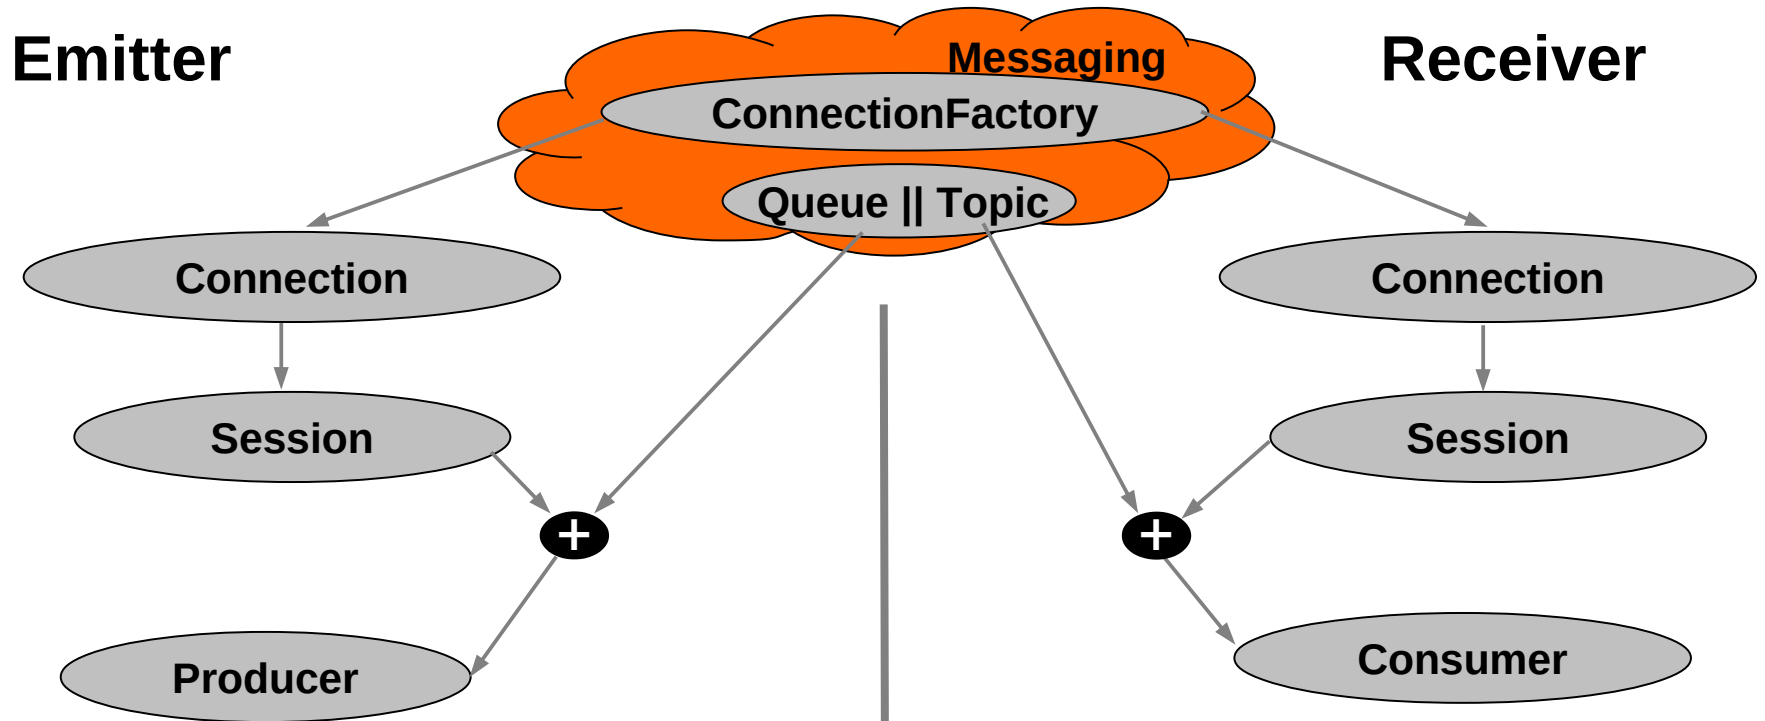 Emitter
Messaging
Receiver
ConnectionFactory
Queue || Topic
Connection
Connection
Session
Session
+
+
Producer
Consumer